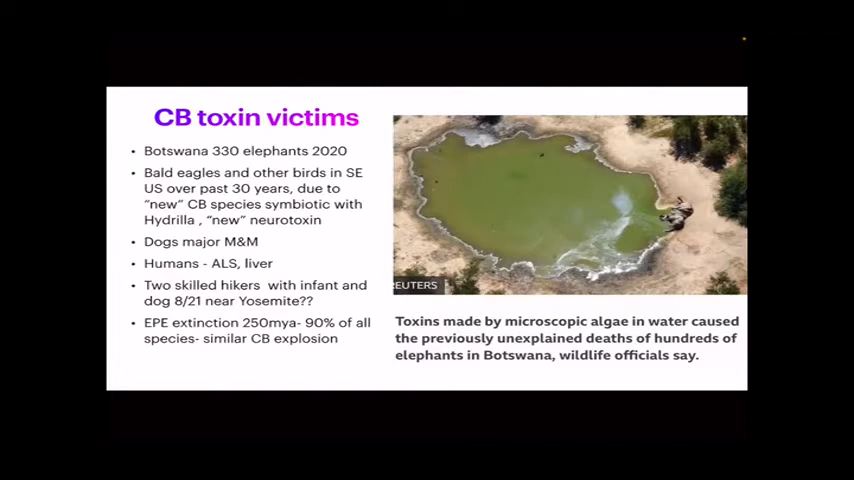 CB toxin victims
• Botswana 330 elephants 2020
• Bald eagles and other birds in SE
US over past 30 years, due to
“new” CB species symbiotic with
Hydrilla , “new” neurotoxin
• Dogs major M&M
• Humans - ALS, liver
• Two skilled hikers with infant and
dog 8/21 near Yosemite??
• EPE extinction 250mya- 90% of all
species- similar CB explosion
REUTERS
Toxins made by microscopic algae in water caused
the previously unexplained deaths of hundreds of
elephants in Botswana, wildlife officials say.